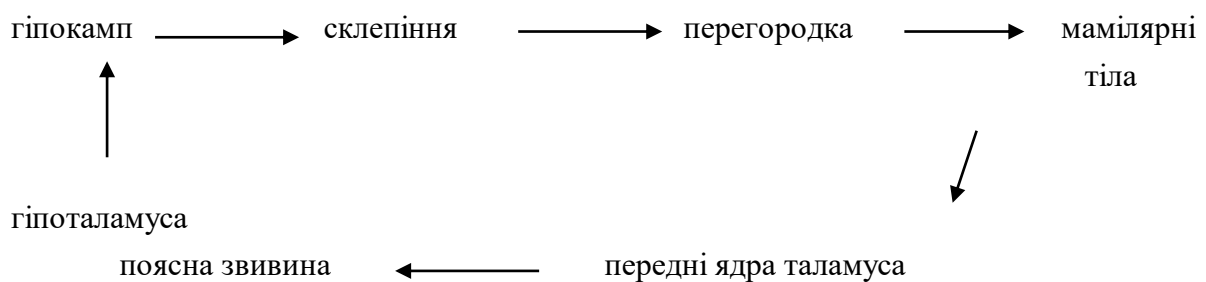 гіпокамп склепіння перегородка мамілярні
тіла
гіпоталамуса
поясна звивина передні ядра таламуса